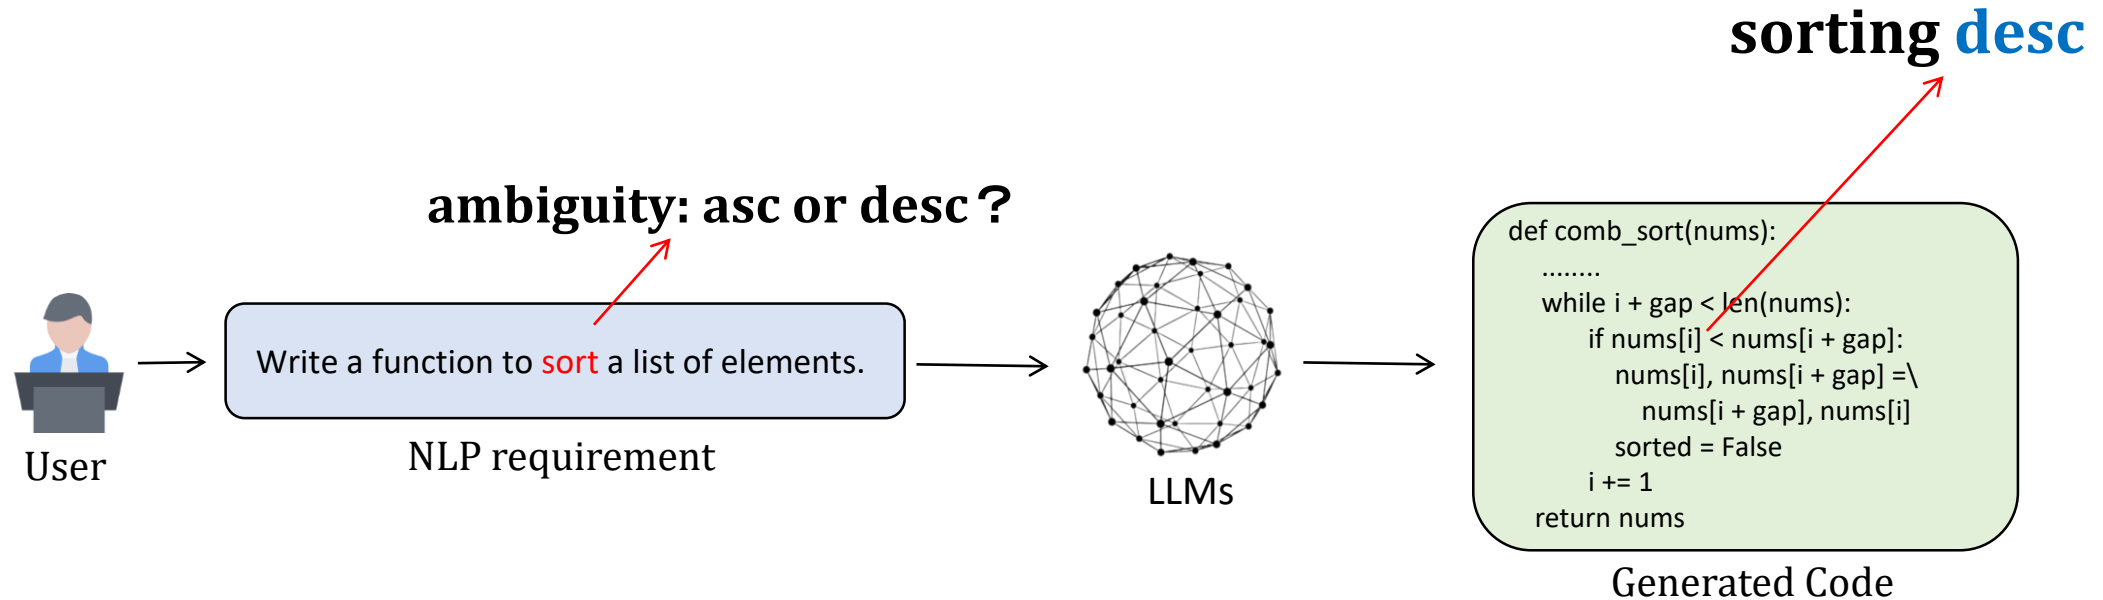 sorting desc
ambiguity: asc or desc？
Write a function to sort a list of elements.
NLP requirement
User
LLMs
def comb_sort(nums):
........
while i + gap < len(nums):
if nums[i] < nums[i + gap]:
nums[i], nums[i + gap] =\
nums[i + gap], nums[i]
sorted = False
i += 1
return nums
Generated Code